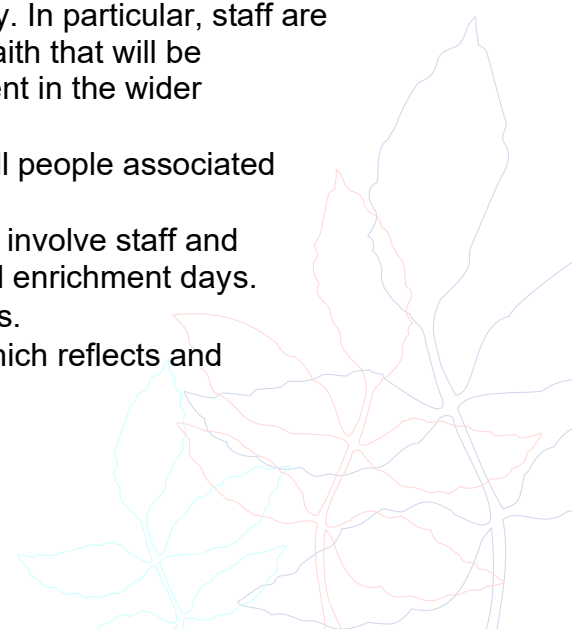 y. In particular, staff are
aith that will be
ent in the wider
ll people associated
involve staff and
l enrichment days.
s.
hich reflects and